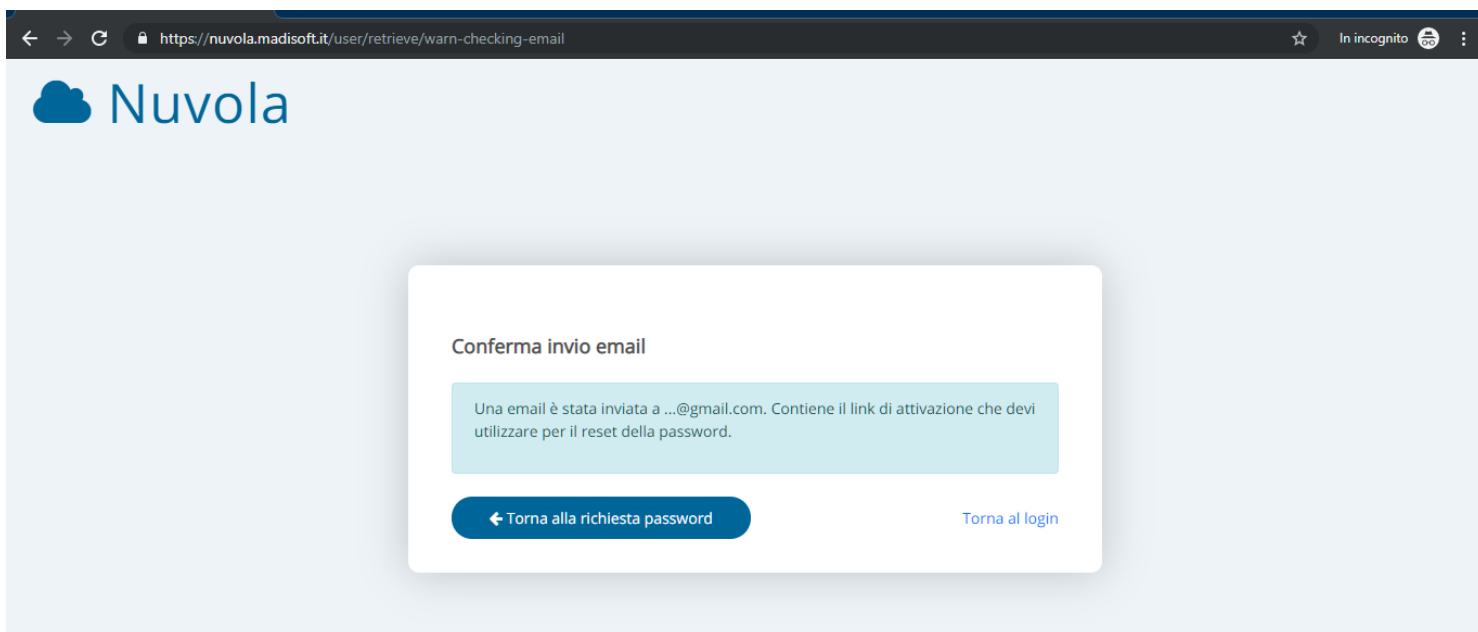 https://nuvola.madisoft.it/user/retrieve/warn-checking-email
In incognito
Nuvola
Conferma invio email
Una email è stata inviata a ...@gmail.com. Contiene il link di attivazione che devi
utilizzare per il reset della password.
Torna alla richiesta password
Torna al login